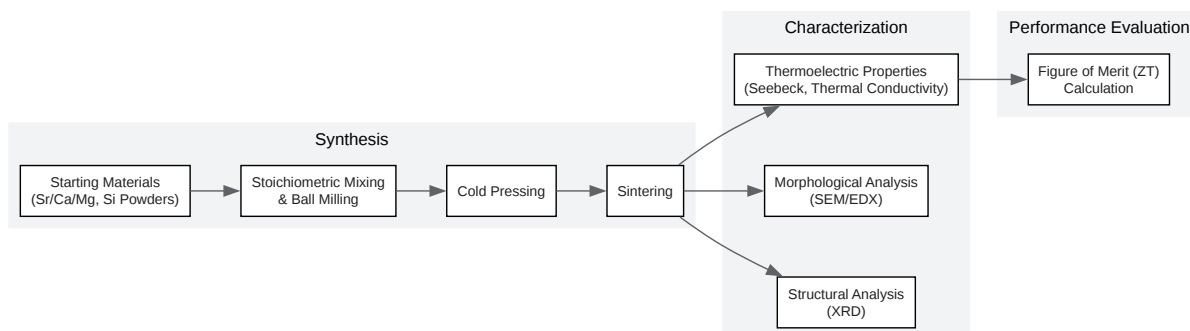 Synthesis
Starting Materials
(Sr/Ca/Mg, Si Powders)
Stoichiometric Mixing
& Ball Milling
Cold Pressing
Sintering
Characterization
Thermoelectric Properties
(Seebeck, Thermal Conductivity)
Morphological Analysis
(SEM/EDX)
Structural Analysis
(XRD)
Performance Evaluation
Figure of Merit (ZT)
Calculation